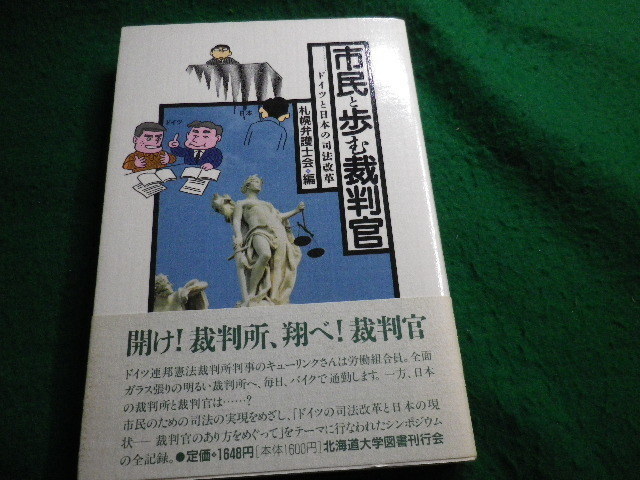 市民と歩む裁判官
ドイツと日本の司法改革
札幌弁護士会・編
日本
ドイツ
開け!裁判所、翔べ!裁判官
ドイツ連邦憲法裁判所判事のキューリンクさんは労働組合員。全面
ガラス張りの明るい裁判所へ、毎日、バイクで通勤します。一方、日本
の裁判所と裁判官は……?
市民のための司法の実現をめざし、「ドイツの司法改革と日本の現
状── 裁判官のあり方をめぐって」をテーマに行なわれたシンポジウム
の全記録。●定価・1648円[本体1600円]北海道大学図書刊行会